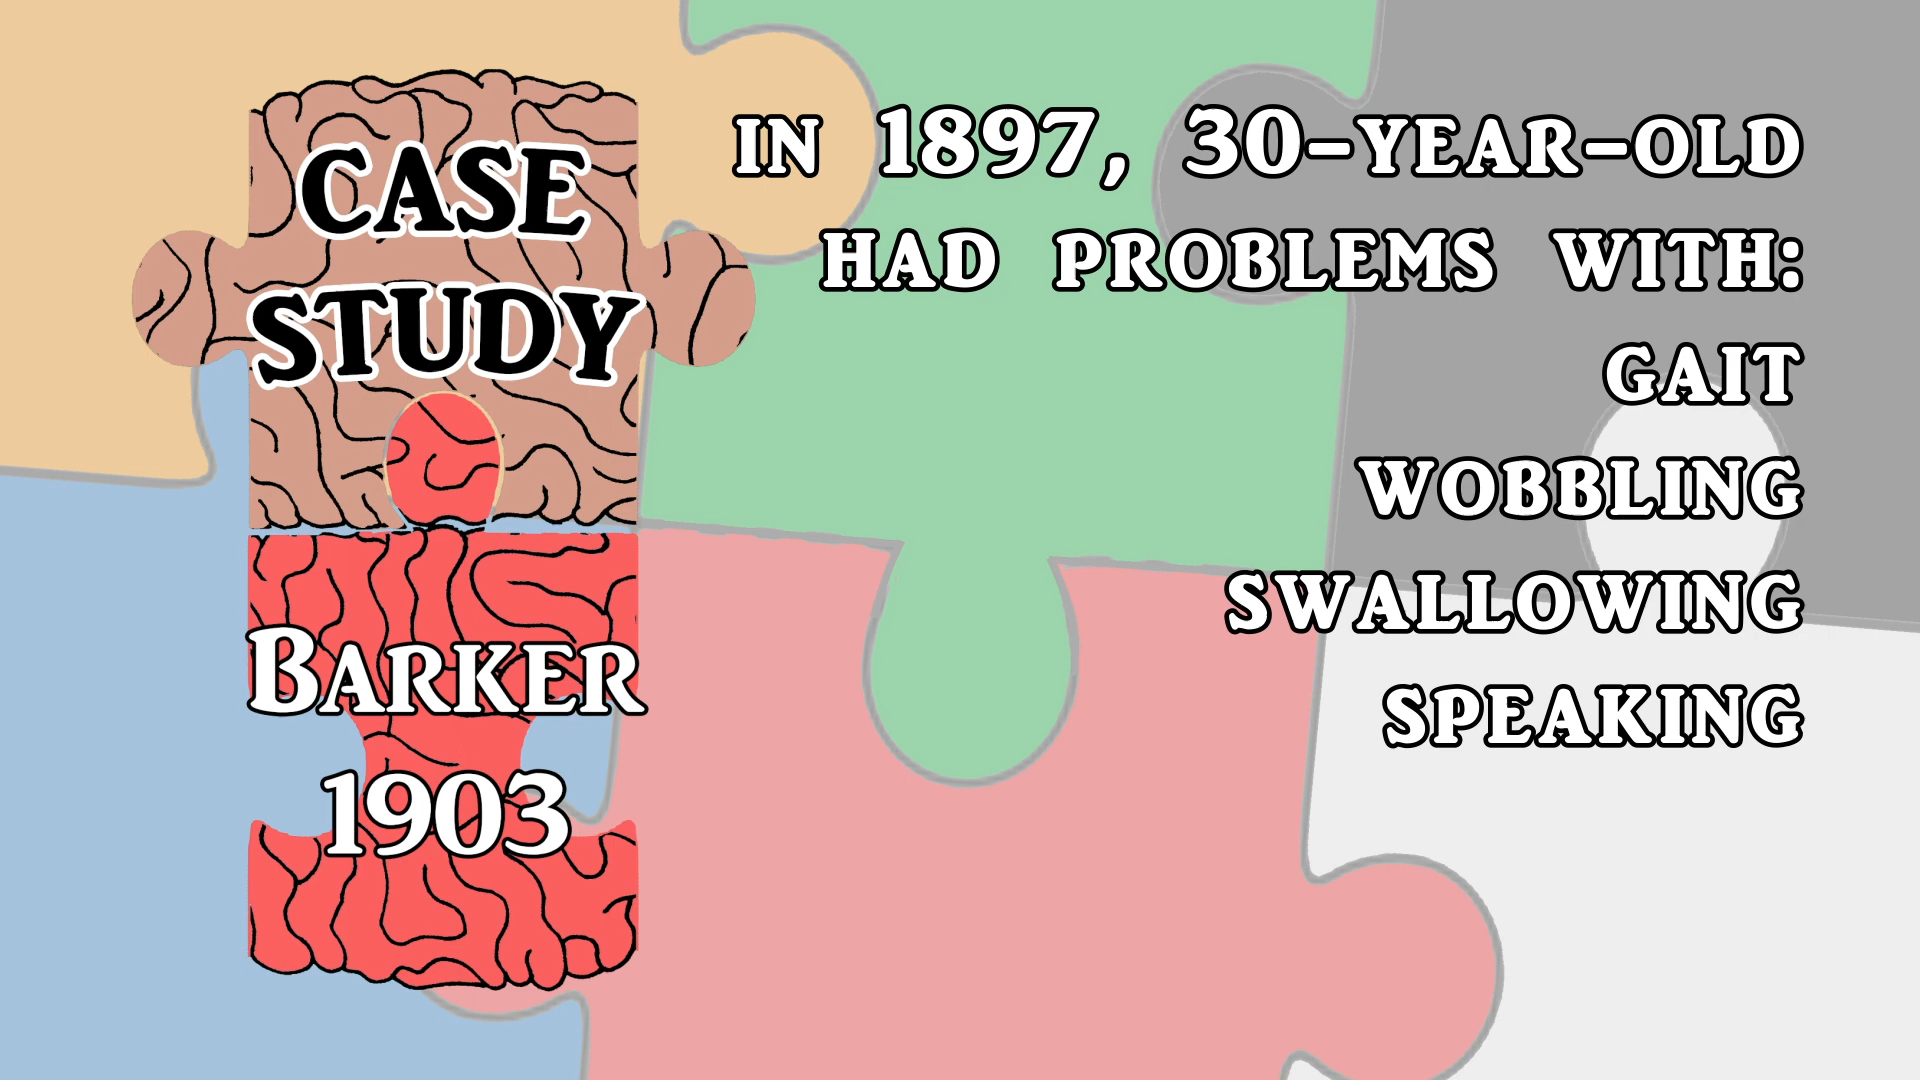 CASE
STUDY
BARKER
1903
IN 1897, 30-YEAR-OLD
HAD PROBLEMS WITH:
GAIT
WOBBLING
SWALLOWING
SPEAKING